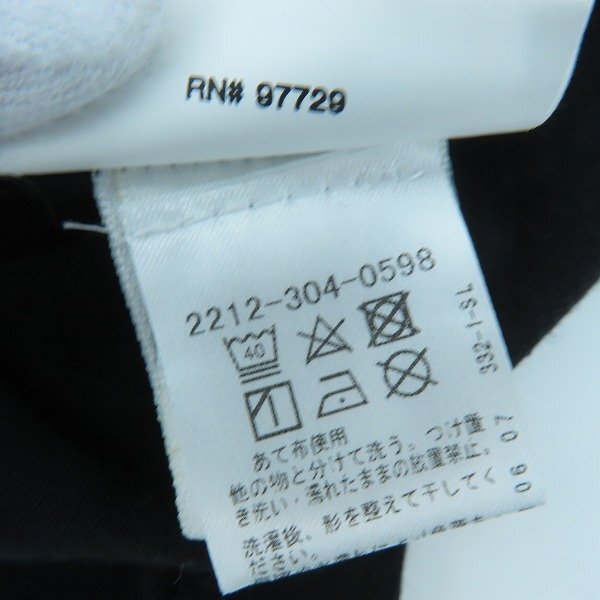 RN# 97729
2212-304-0598
40
332-1-SL
あて布使用
他の物と分けて洗う。つけ置
き洗い・濡れたままの放置禁に、
洗濯後、形を整えて干してく
ださい。
06 07